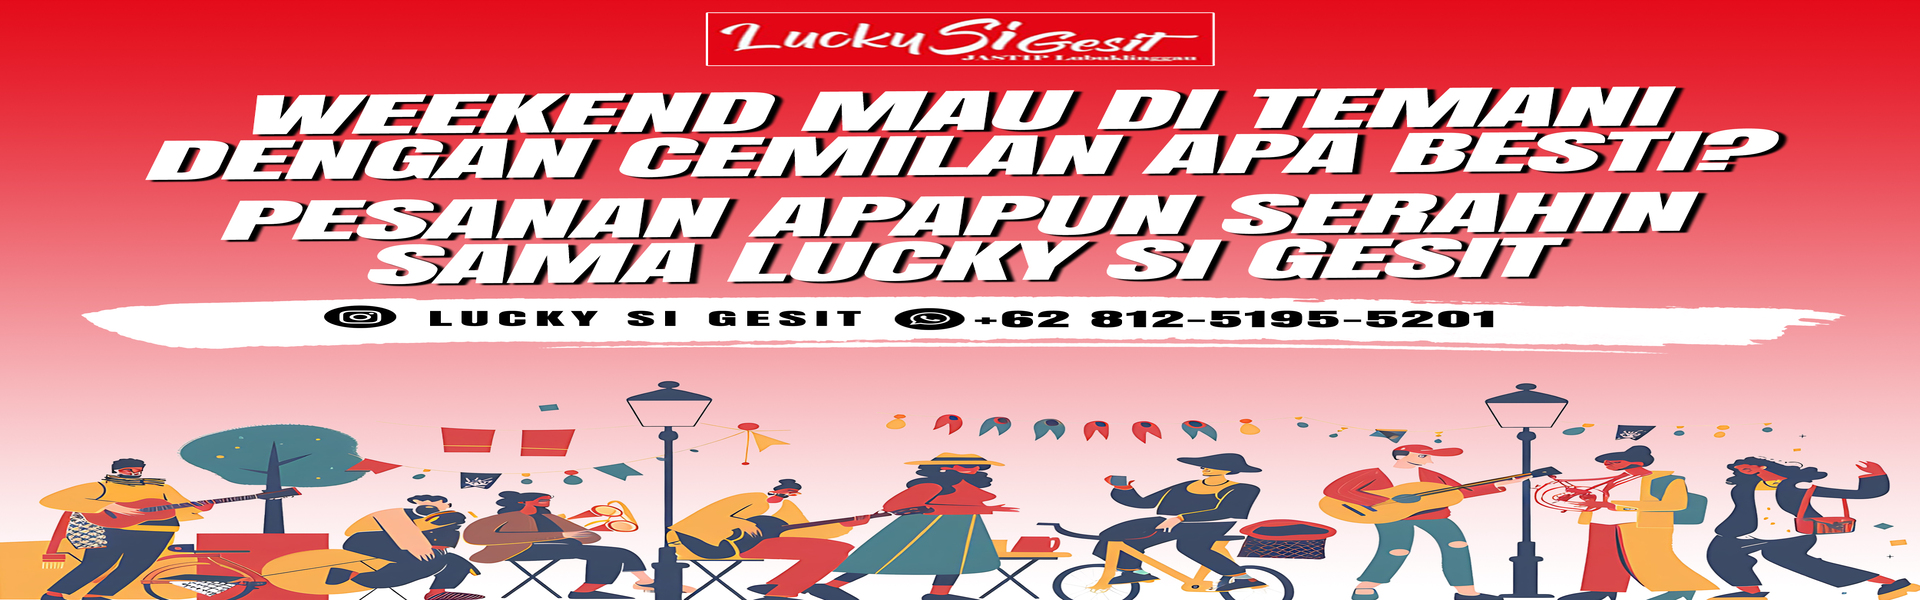 Lucky Si Gesit
JASTIP Lubuklinggau
WEEKEND MAU DI TEMANI
DENGAN CEMILAN APA BESTI?
PESANAN APAPUN SERAHIN
SAMA LUCKY SI GESIT
LUCKY SI GESIT +62 812-5195-5201